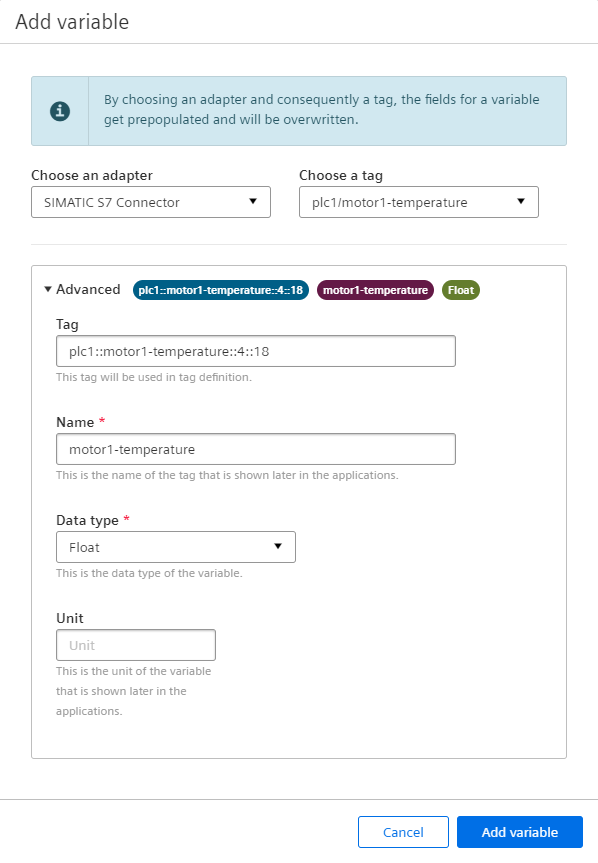 Add variable
By choosing an adapter and consequently a tag, the fields for a variable
get prepopulated and will be overwritten.
Choose an adapter
Choose a tag
SIMATIC S7 Connector
plc1/motor1-temperature
Advanced plc1::motor1-temperature::4::18 motor1-temperature Float
Tag
plc1::motor1-temperature::4::18
This tag will be used in tag definition.
Name *
motor1-temperature
This is the name of the tag that is shown later in the applications.
Data type *
Float
This is the data type of the variable.
Unit
Unit
This is the unit of the variable
that is shown later in the
applications.
Cancel
Add variable